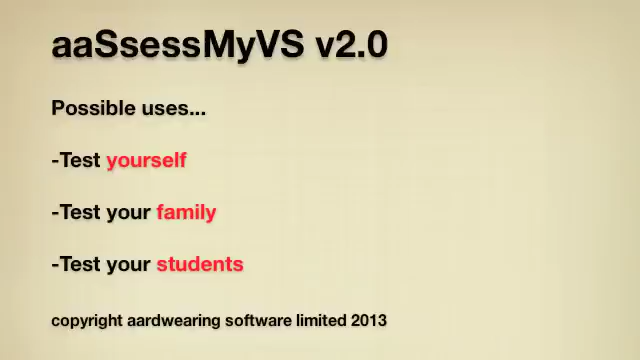 aaSsessMyVS v2.0
Possible uses...
-Test yourself
-Test your family
-Test your students
copyright aardwearing software limited 2013